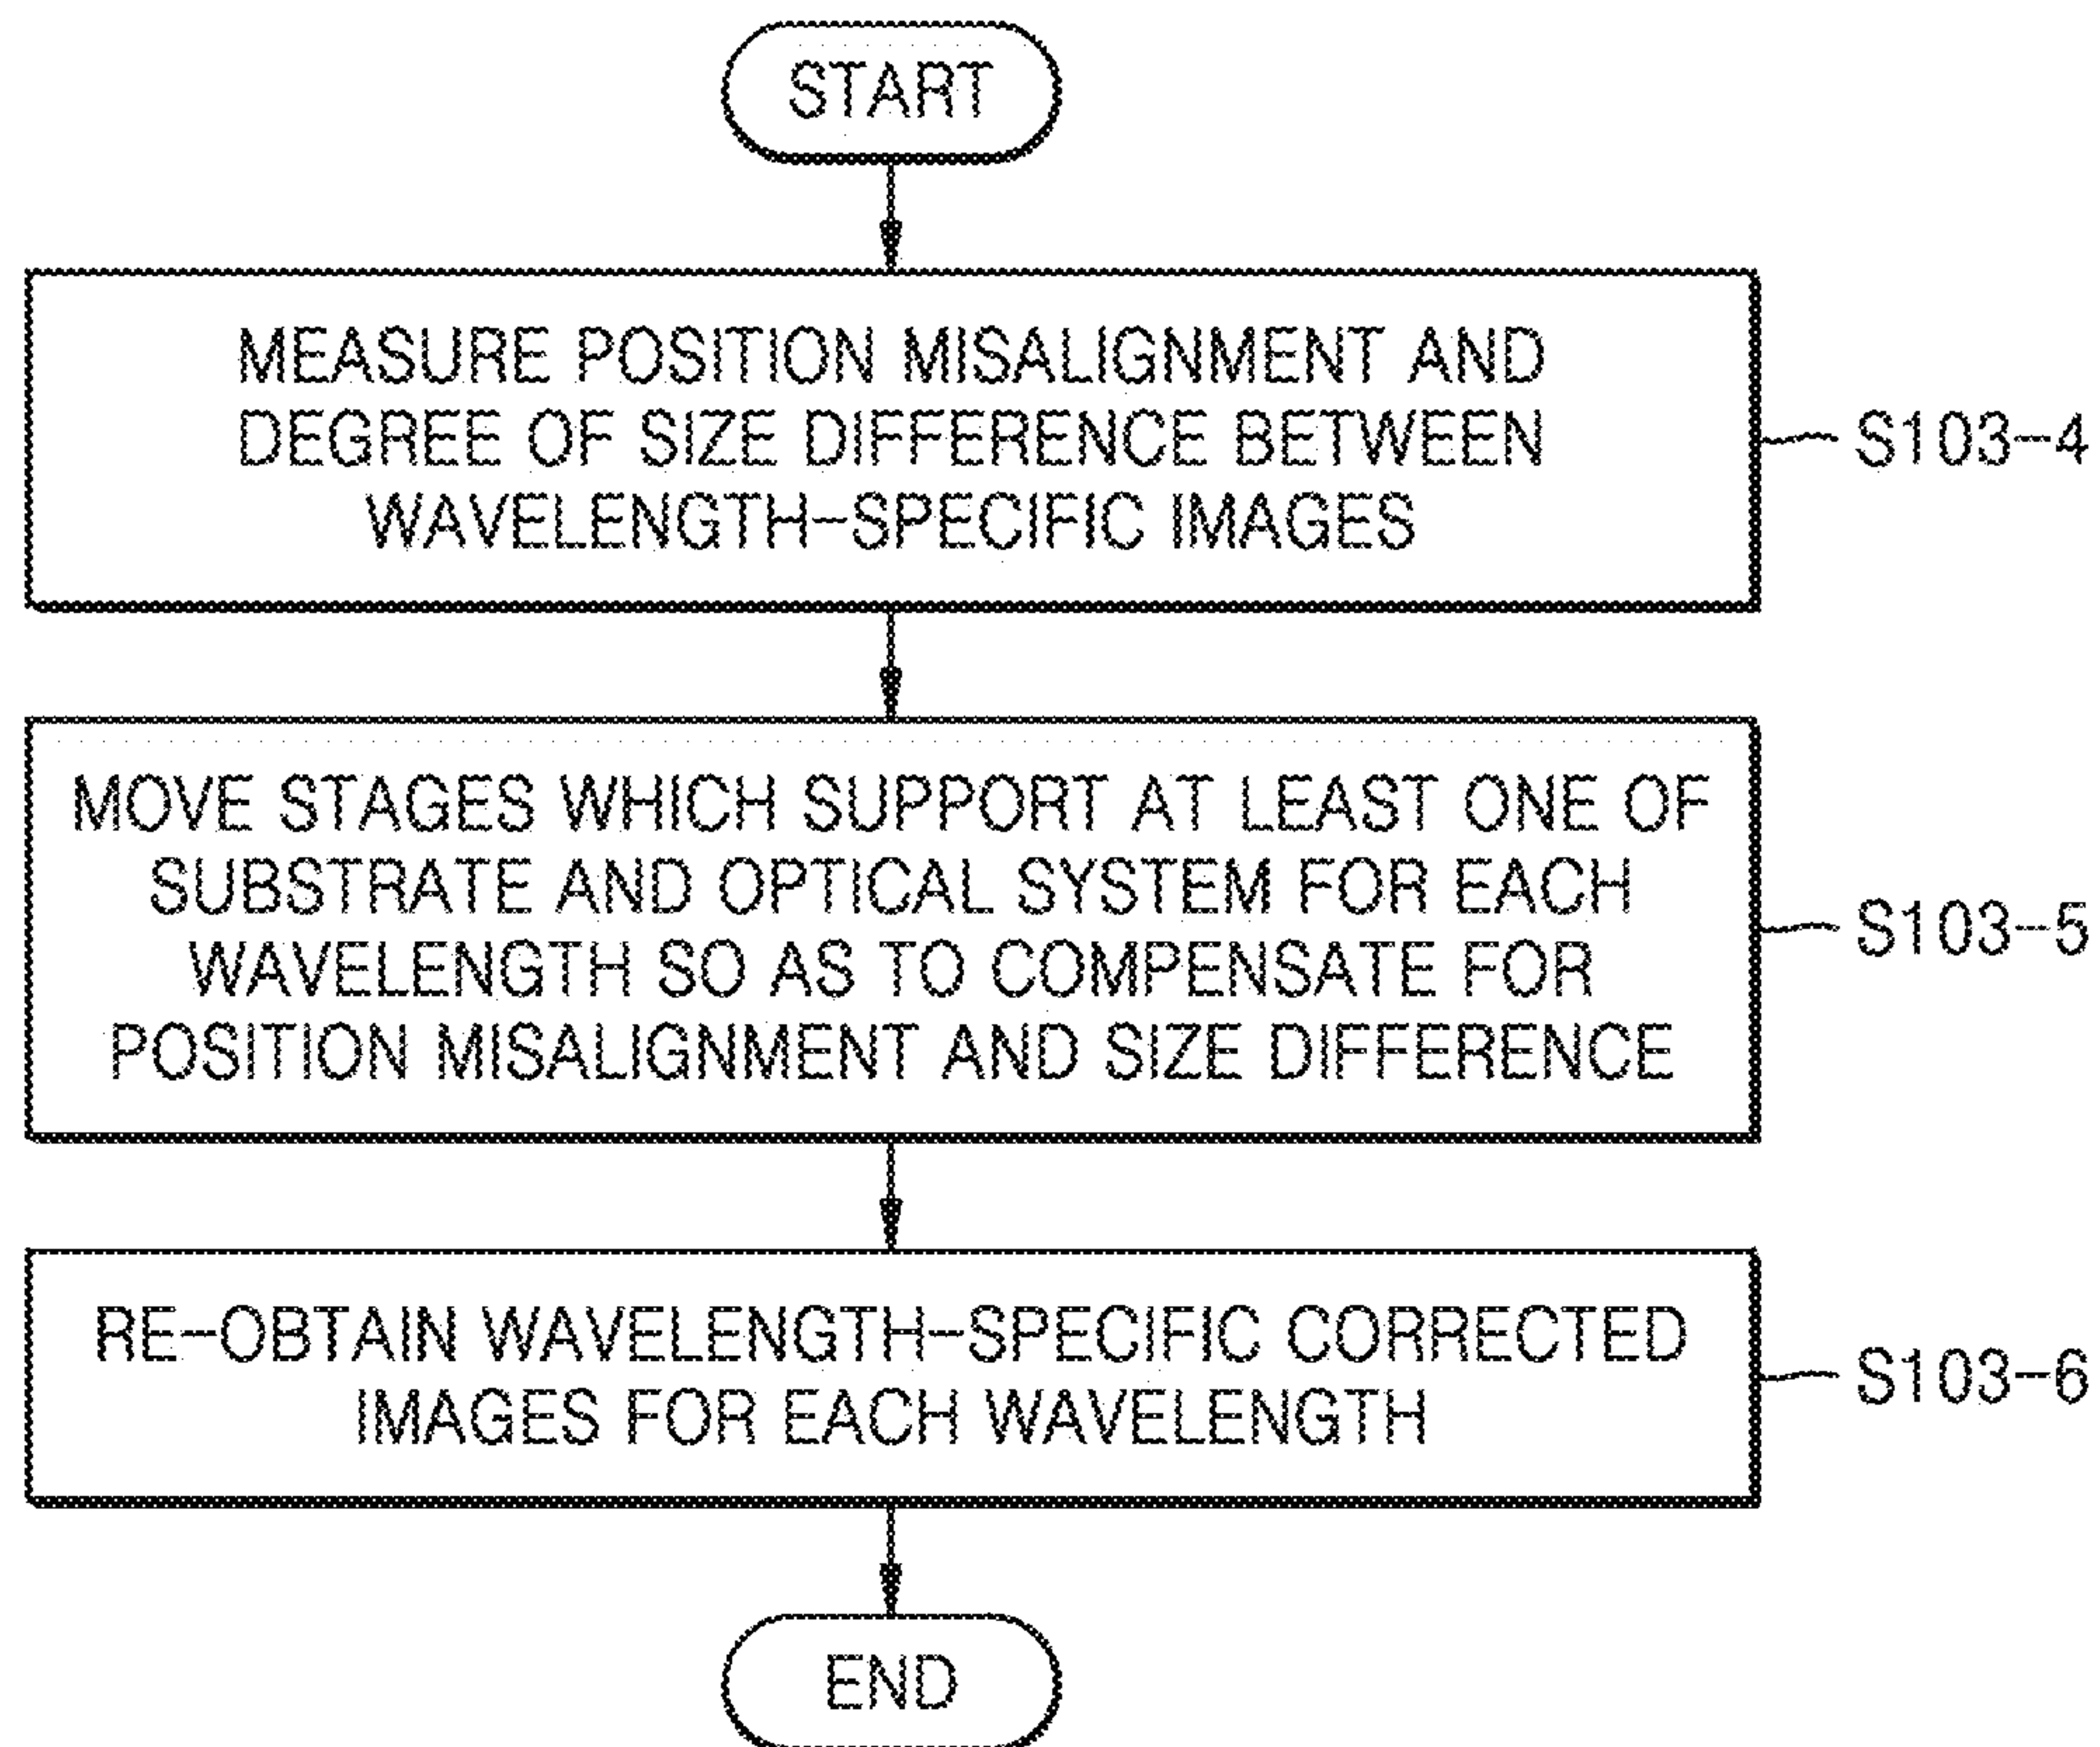 START
MEASURE POSITION MISALIGNMENT AND
DEGREE OF SIZE DIFFERENCE BETWEEN
WAVELENGTH-SPECIFIC IMAGES
S103-4
MOVE STAGES WHICH SUPPORT AT LEAST ONE OF
SUBSTRATE AND OPTICAL SYSTEM FOR EACH
WAVELENGTH SO AS TO COMPENSATE FOR
POSITION MISALIGNMENT AND SIZE DIFFERENCE
S103-5
RE-OBTAIN WAVELENGTH-SPECIFIC CORRECTED
IMAGES FOR EACH WAVELENGTH
S103-6
END